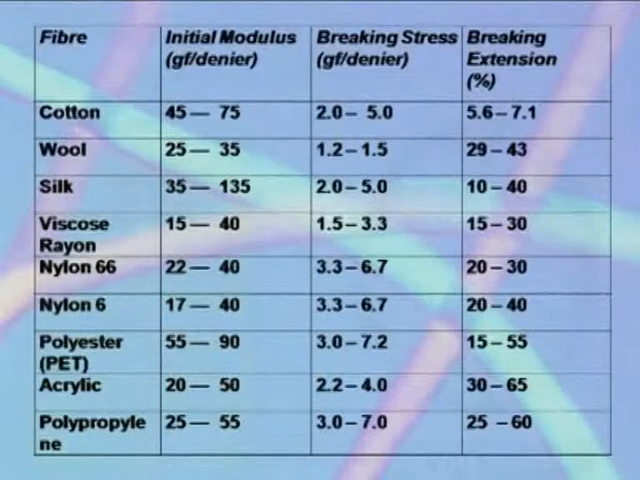 Fibre Initial Modulus (gf/denier) Breaking Stress (gf/denier) Breaking Extension (%)
Cotton 45— 75 2.0– 5.0 5.6–7.1
Wool 25— 35 1.2–1.5 29–43
Silk 35— 135 2.0–5.0 10–40
Viscose Rayon 15— 40 1.5–3.3 15–30
Nylon 66 22— 40 3.3–6.7 20–30
Nylon 6 17— 40 3.3–6.7 20–40
Polyester (PET) 55— 90 3.0–7.2 15–55
Acrylic 20— 50 2.2–4.0 30–65
Polypropylene 25— 55 3.0–7.0 25 –60